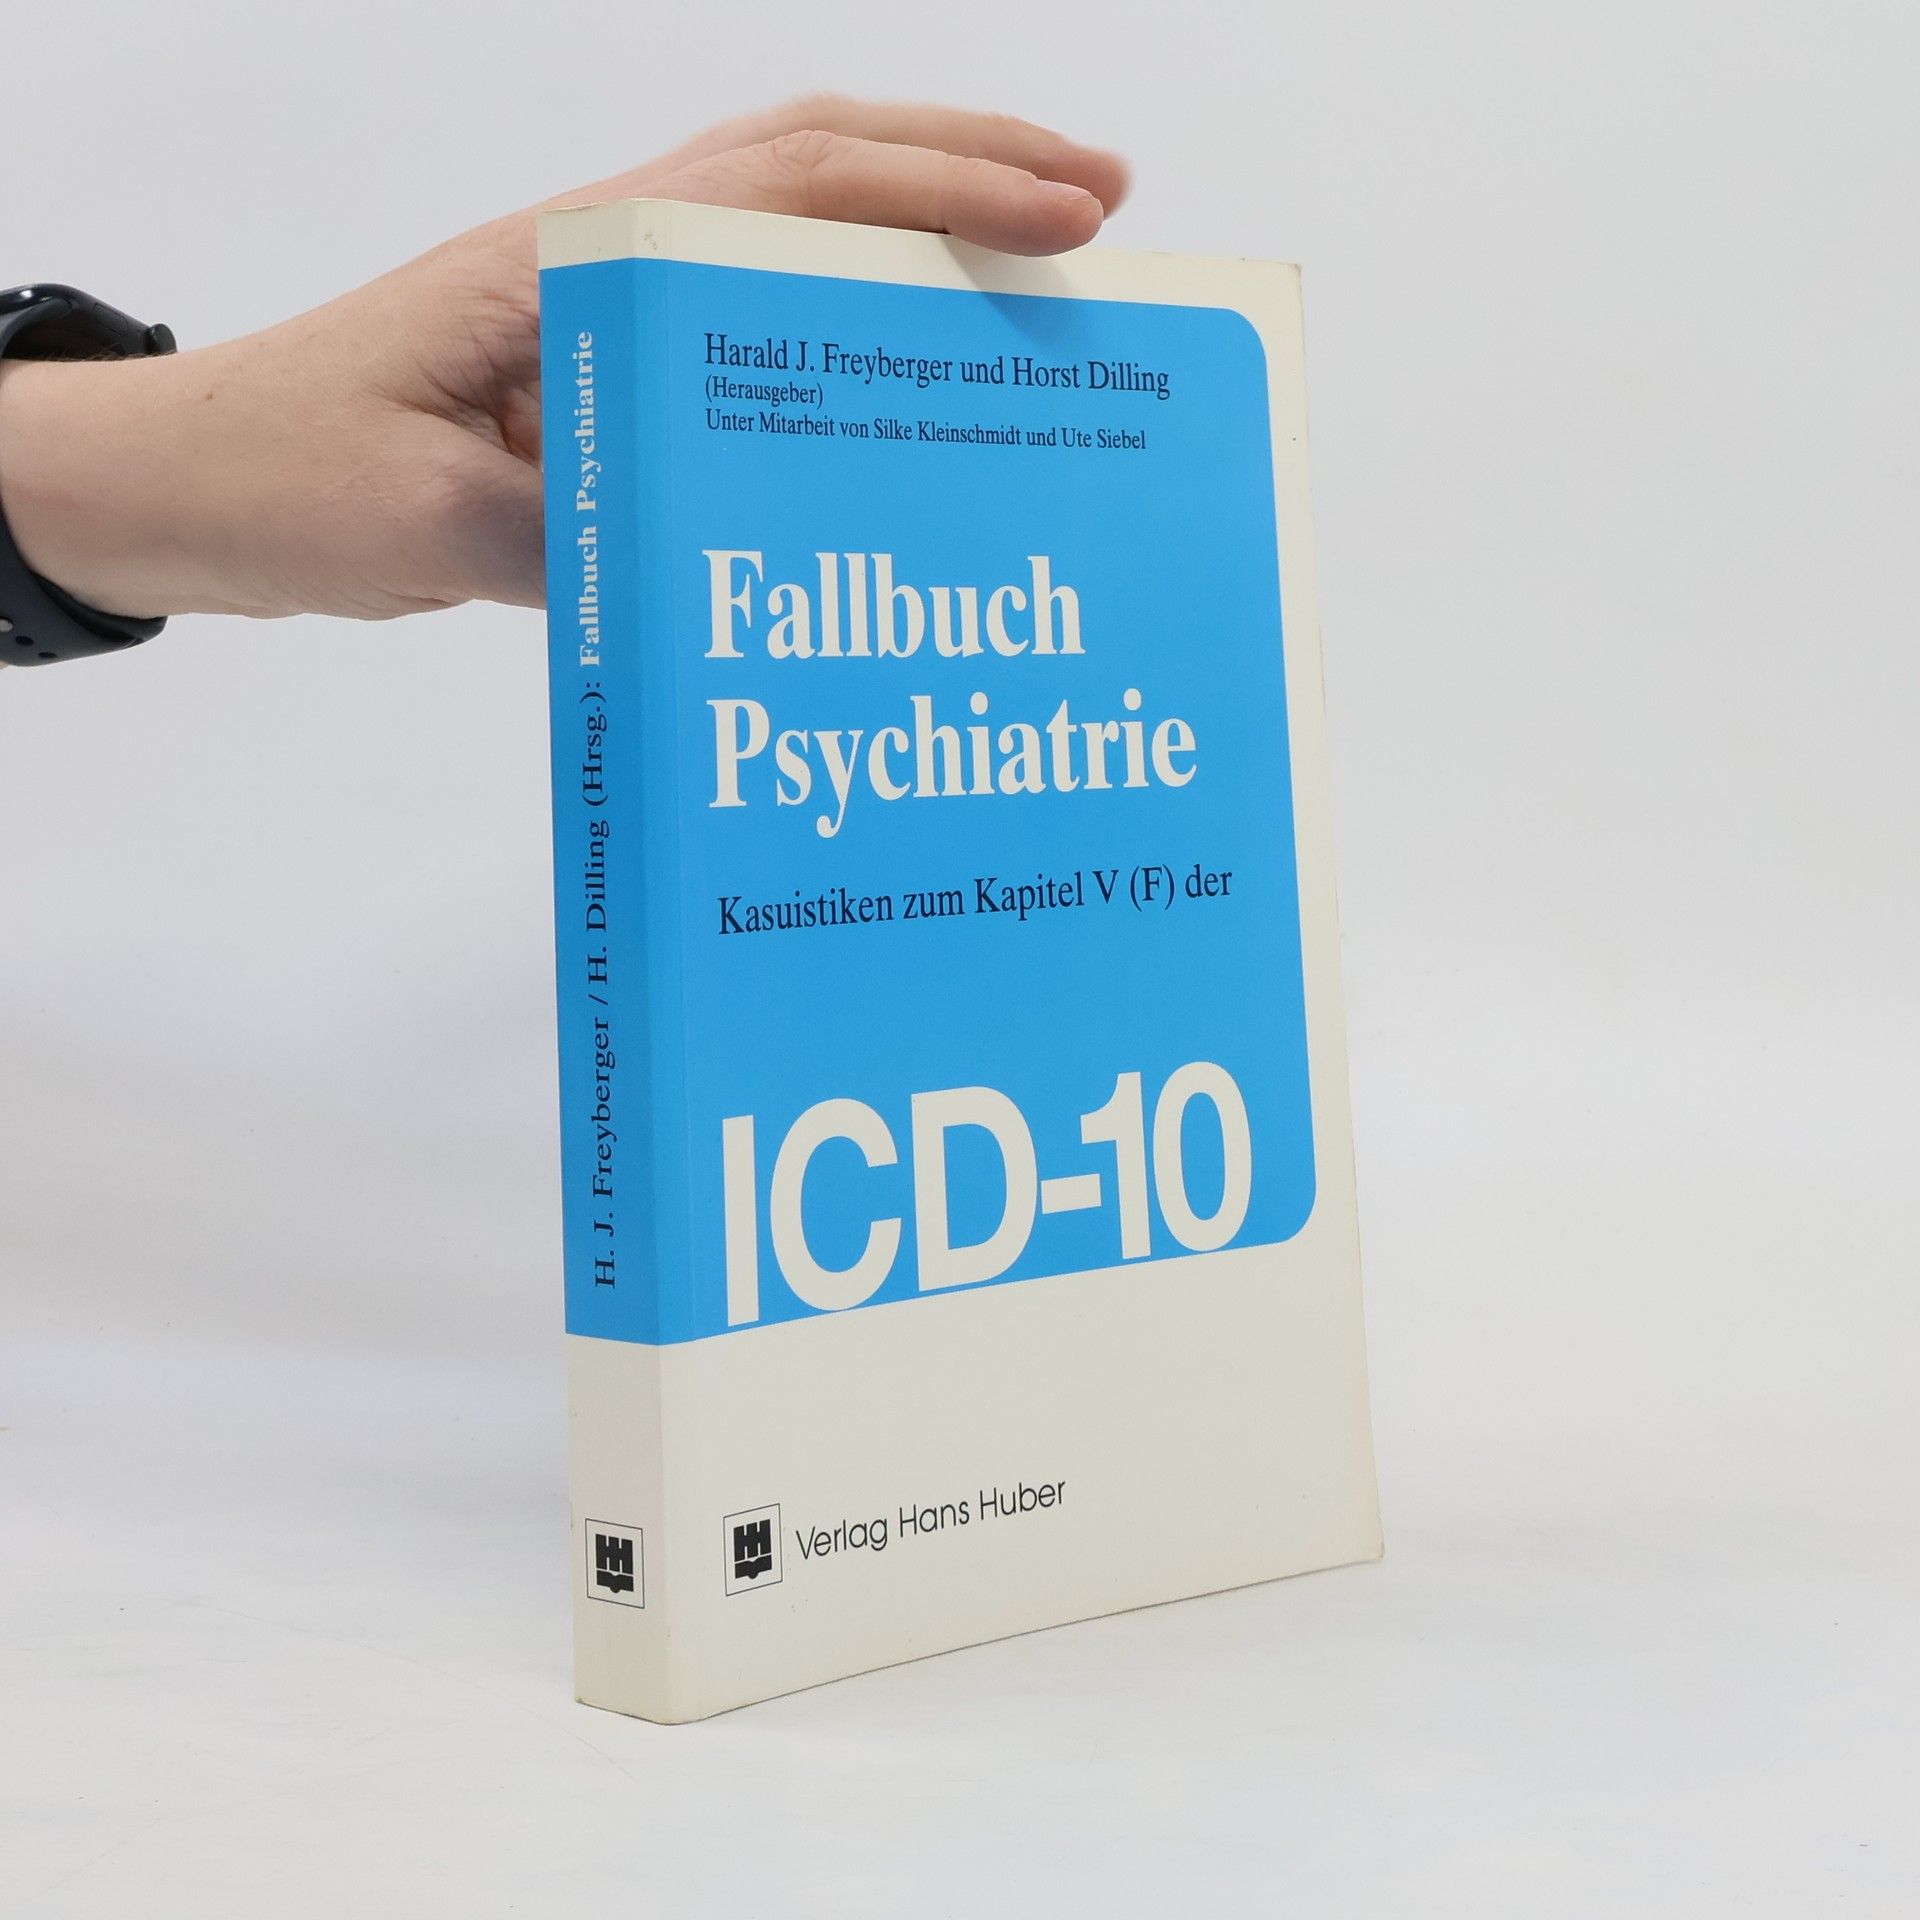 Harald J. Freyberger und Horst Dilling
(Herausgeber)
Unter Mitarbeit von Silke Kleinschmidt und Ute Siebel
Fallbuch
Psychiatrie
Kasuistiken zum Kapitel V (F) der
ICD-10
Verlag Hans Huber
H. J. Freyberger / H. Dilling (Hrsg.): Fallbuch Psychiatrie